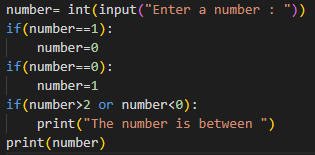 number= int(input("Enter a number : "))
if(number==1):
    number=0
if(number==0):
    number=1
if(number>2 or number<0):
    print("The number is between ")
print(number)